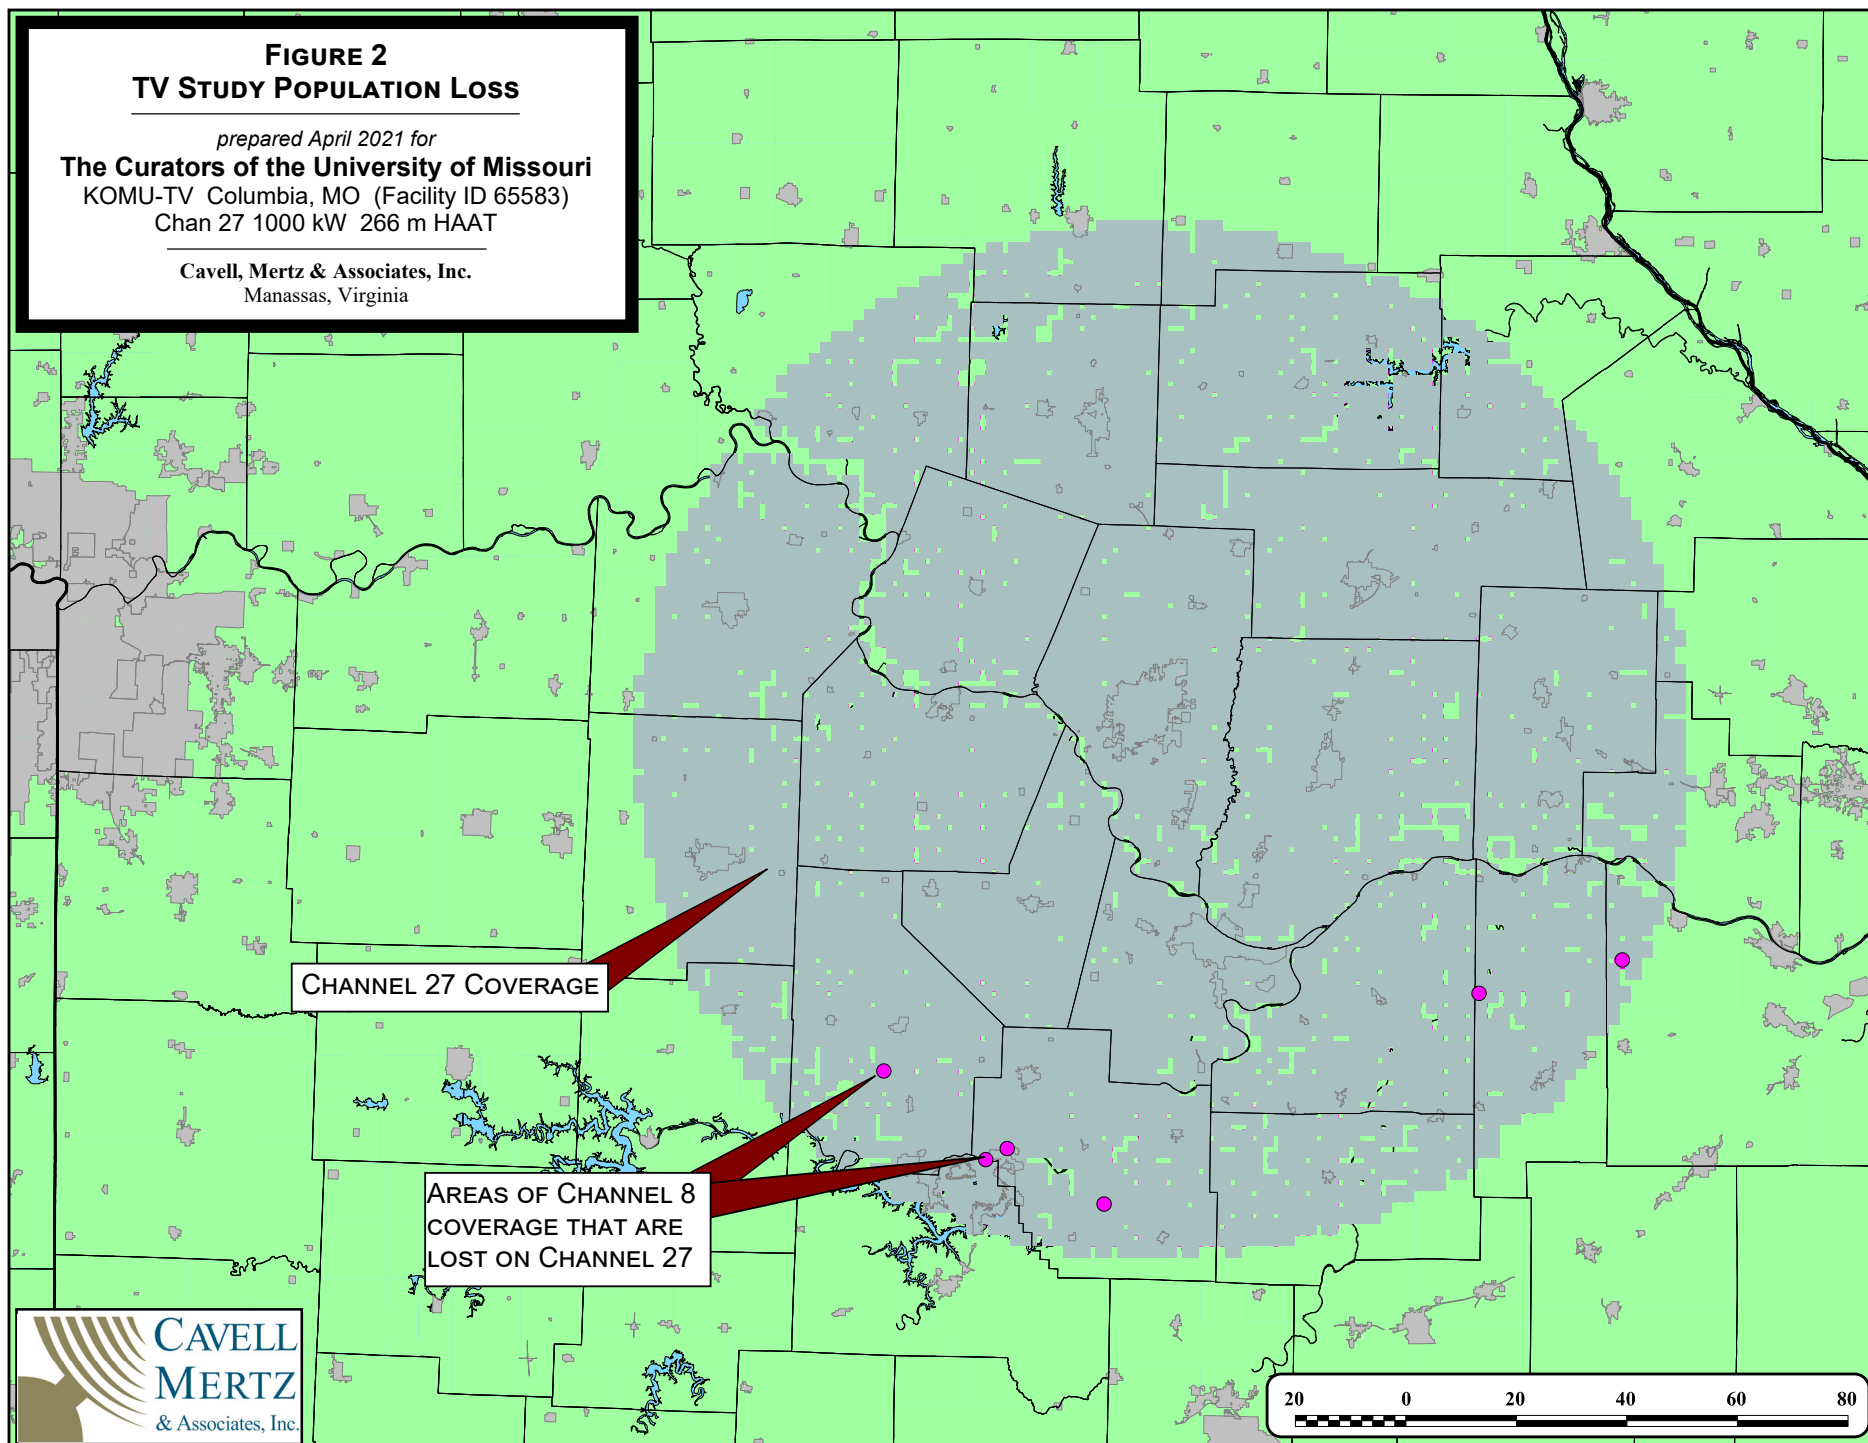 FIGURE 2
TV STUDY POPULATION LOSS
prepared April 2021 for
The Curators of the University of Missouri
KOMU-TV Columbia, MO (Facility ID 65583)
Chan 27 1000 kW 266 m HAAT
Cavell, Mertz & Associates, Inc.
Manassas, Virginia
CHANNEL 27 COVERAGE
AREAS OF CHANNEL 8
COVERAGE THAT ARE
LOST ON CHANNEL 27
CAVELL
MERTZ
& Associates, Inc.
20 0 20 40 60 80